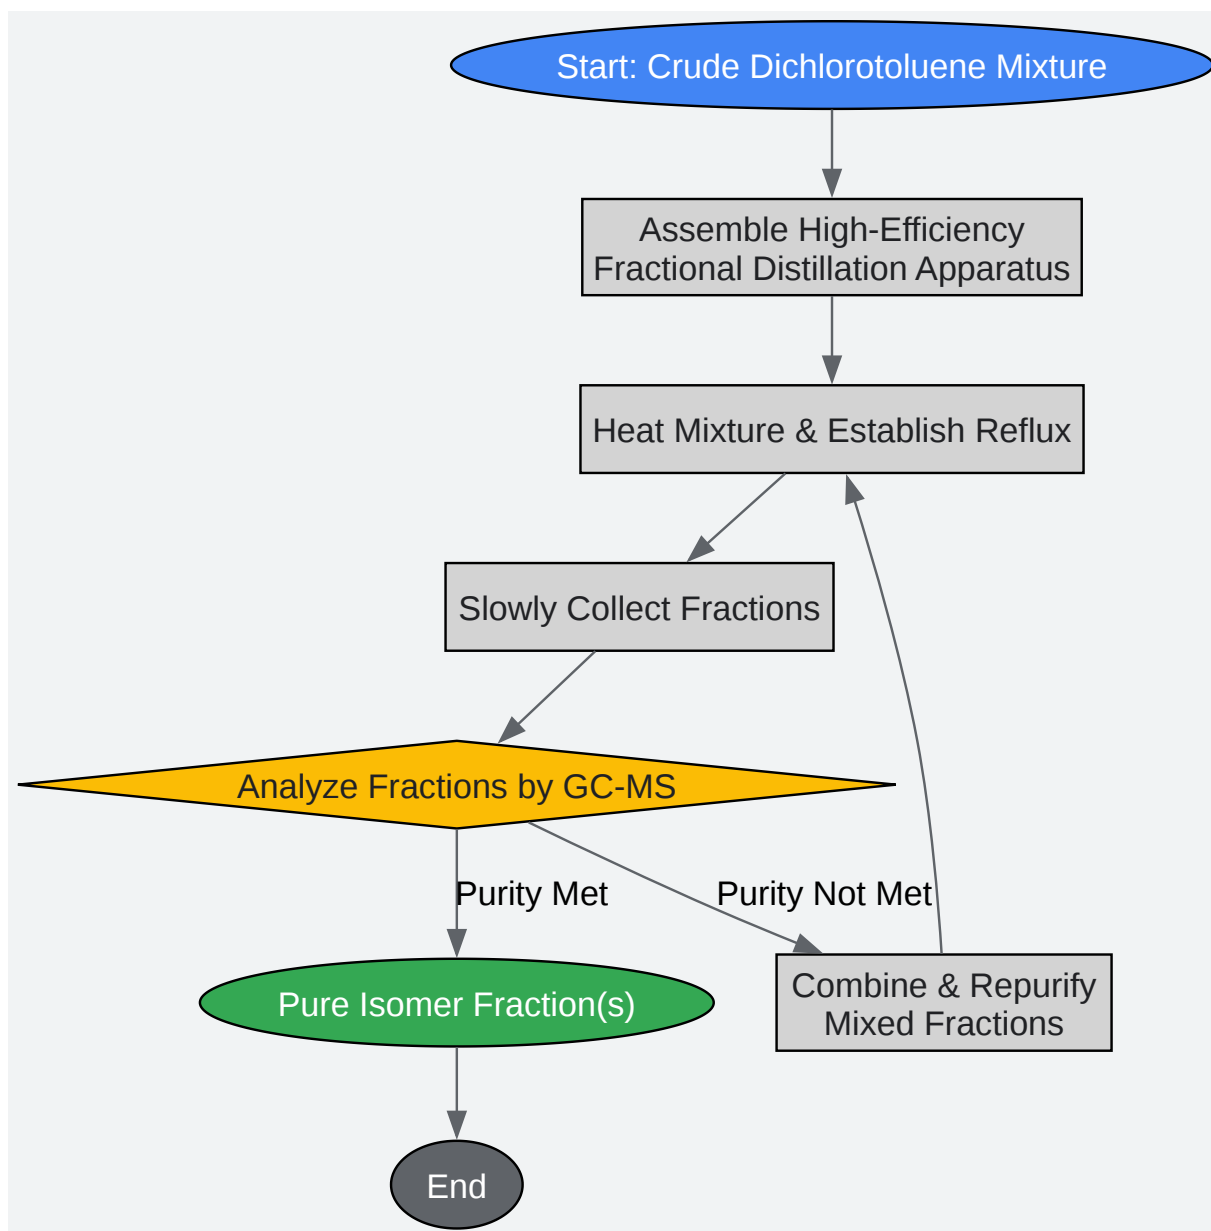 Start: Crude Dichlorotoluene Mixture
Assemble High-Efficiency
Fractional Distillation Apparatus
Heat Mixture & Establish Reflux
Slowly Collect Fractions
Analyze Fractions by GC-MS
Purity Met
Purity Not Met
Pure Isomer Fraction(s)
Combine & Repurify
Mixed Fractions
End